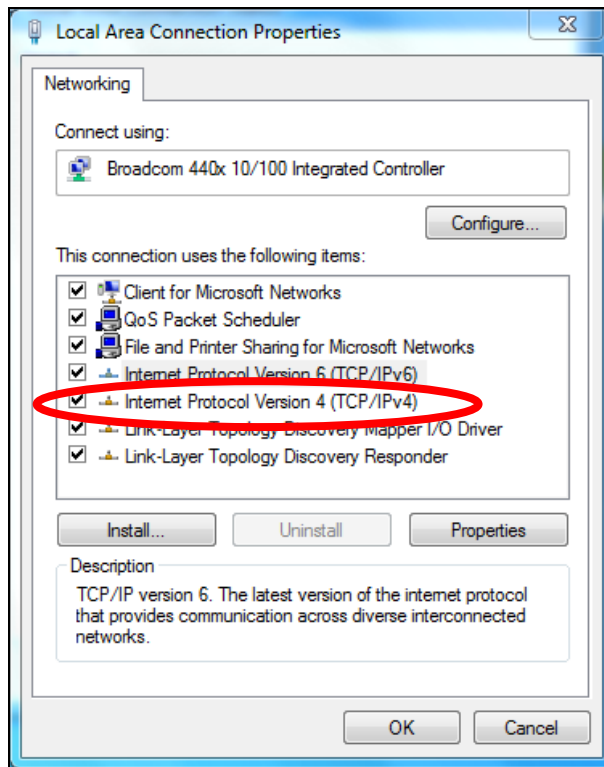 Local Area Connection Properties
Networking
Connect using:
Broadcom 440x 10/100 Integrated Controller
Configure...
This connection uses the following items:
Client for Microsoft Networks
QoS Packet Scheduler
File and Printer Sharing for Microsoft Networks
Internet Protocol Version 6 (TCP/IPv6)
Internet Protocol Version 4 (TCP/IPv4)
Link-Layer Topology Discovery Mapper I/O Driver
Link-Layer Topology Discovery Responder
Install...
Uninstall
Properties
Description
TCP/IP version 6. The latest version of the internet protocol
that provides communication across diverse interconnected
networks.
OK
Cancel